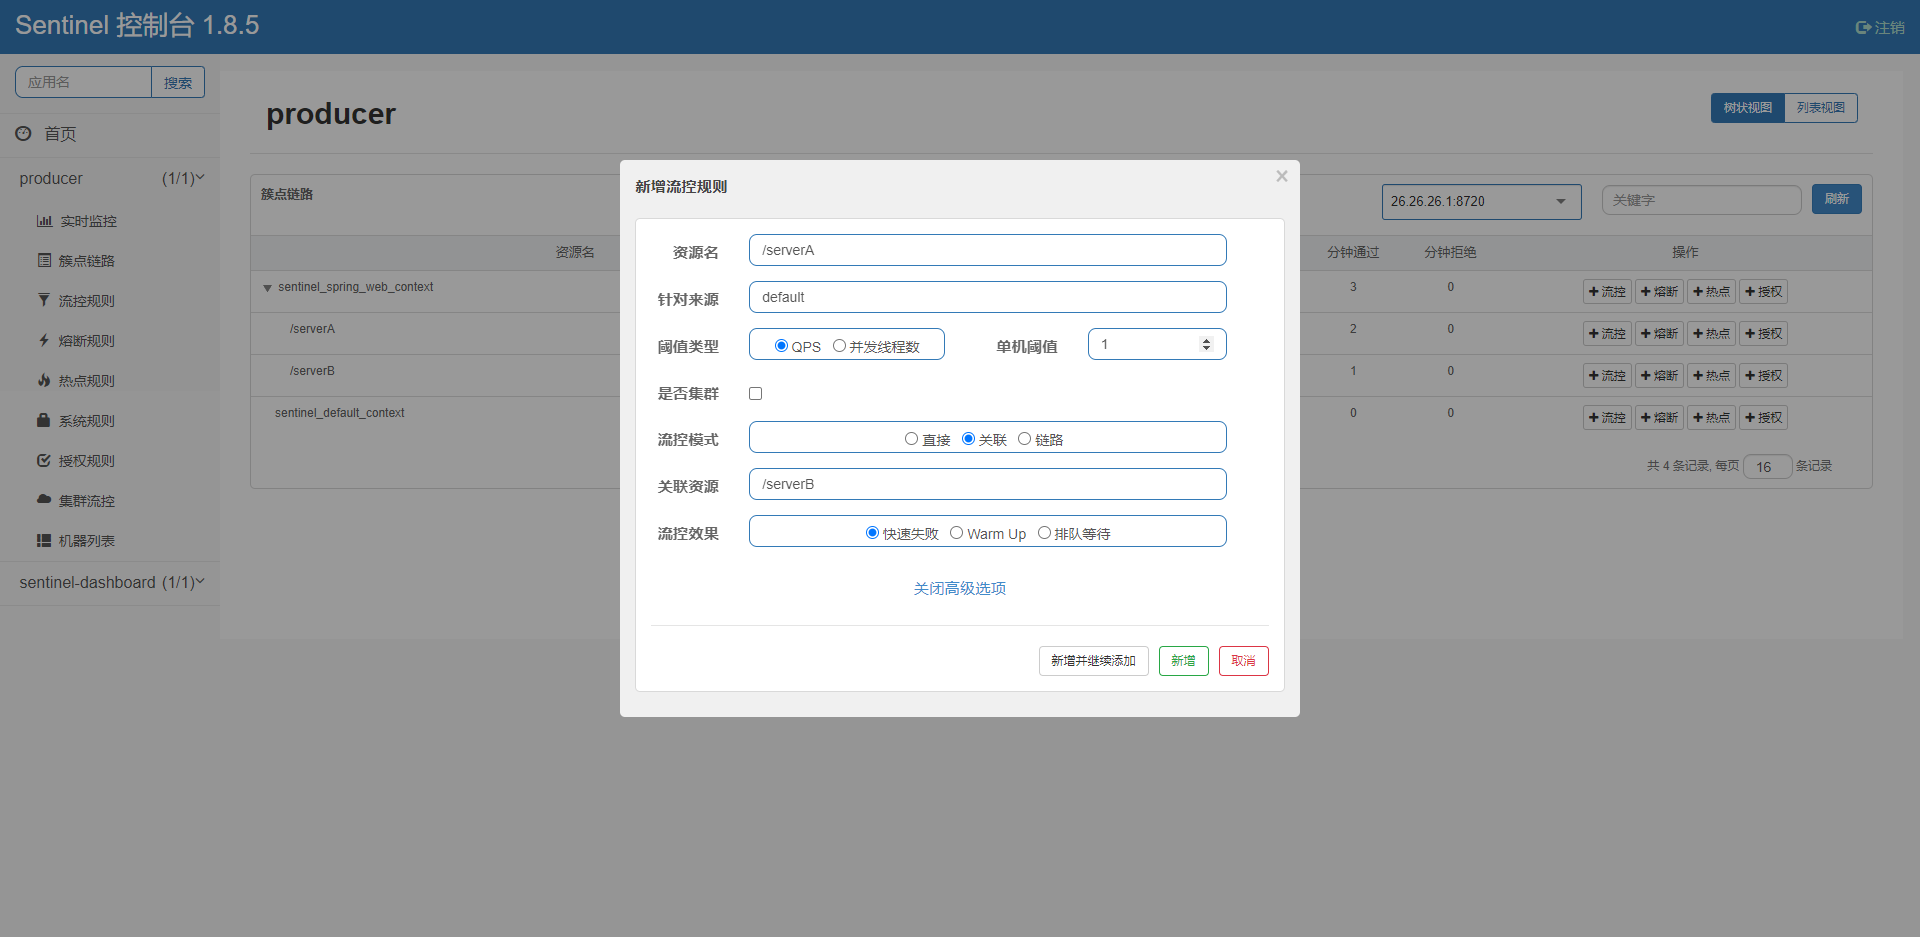 Sentinel 控制台 1.8.5
注销
应用名
搜索
首页
producer (1/1)
实时监控
簇点链路
流控规则
熔断规则
热点规则
系统规则
授权规则
集群流控
机器列表
sentinel-dashboard (1/1)
producer
树状视图 列表视图
簇点链路
26.26.26.1:8720
关键字
刷新
资源名 分钟通过 分钟拒绝 操作
sentinel_spring_web_context 3 0 流控 熔断 热点 授权
/serverA 2 0 流控 熔断 热点 授权
/serverB 1 0 流控 熔断 热点 授权
sentinel_default_context 0 0 流控 熔断 热点 授权
共 4 条记录, 每页 16 条记录
新增流控规则
×
资源名 /serverA
针对来源 default
阈值类型 QPS 并发线程数 单机阈值 1
是否集群
流控模式 直接 关联 链路
关联资源 /serverB
流控效果 快速失败 Warm Up 排队等待
关闭高级选项
新增并继续添加 新增 取消